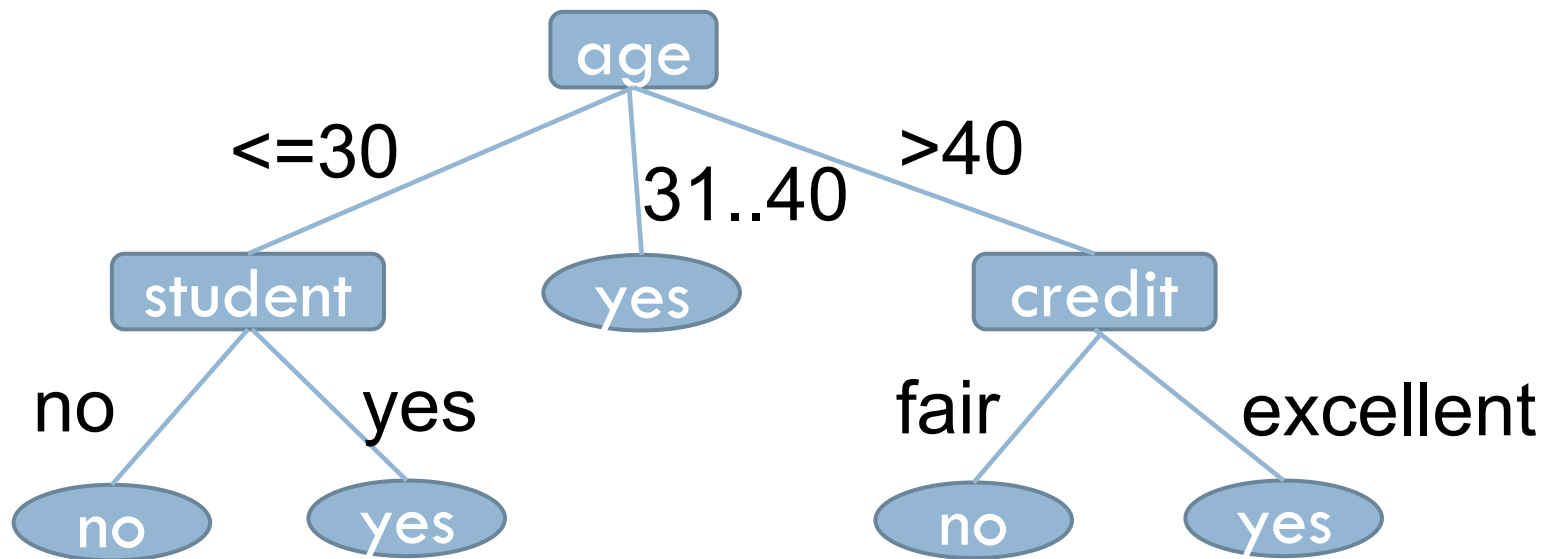 age
<=30
31..40
>40
student
yes
credit
no
yes
fair
excellent
no
yes
no
yes